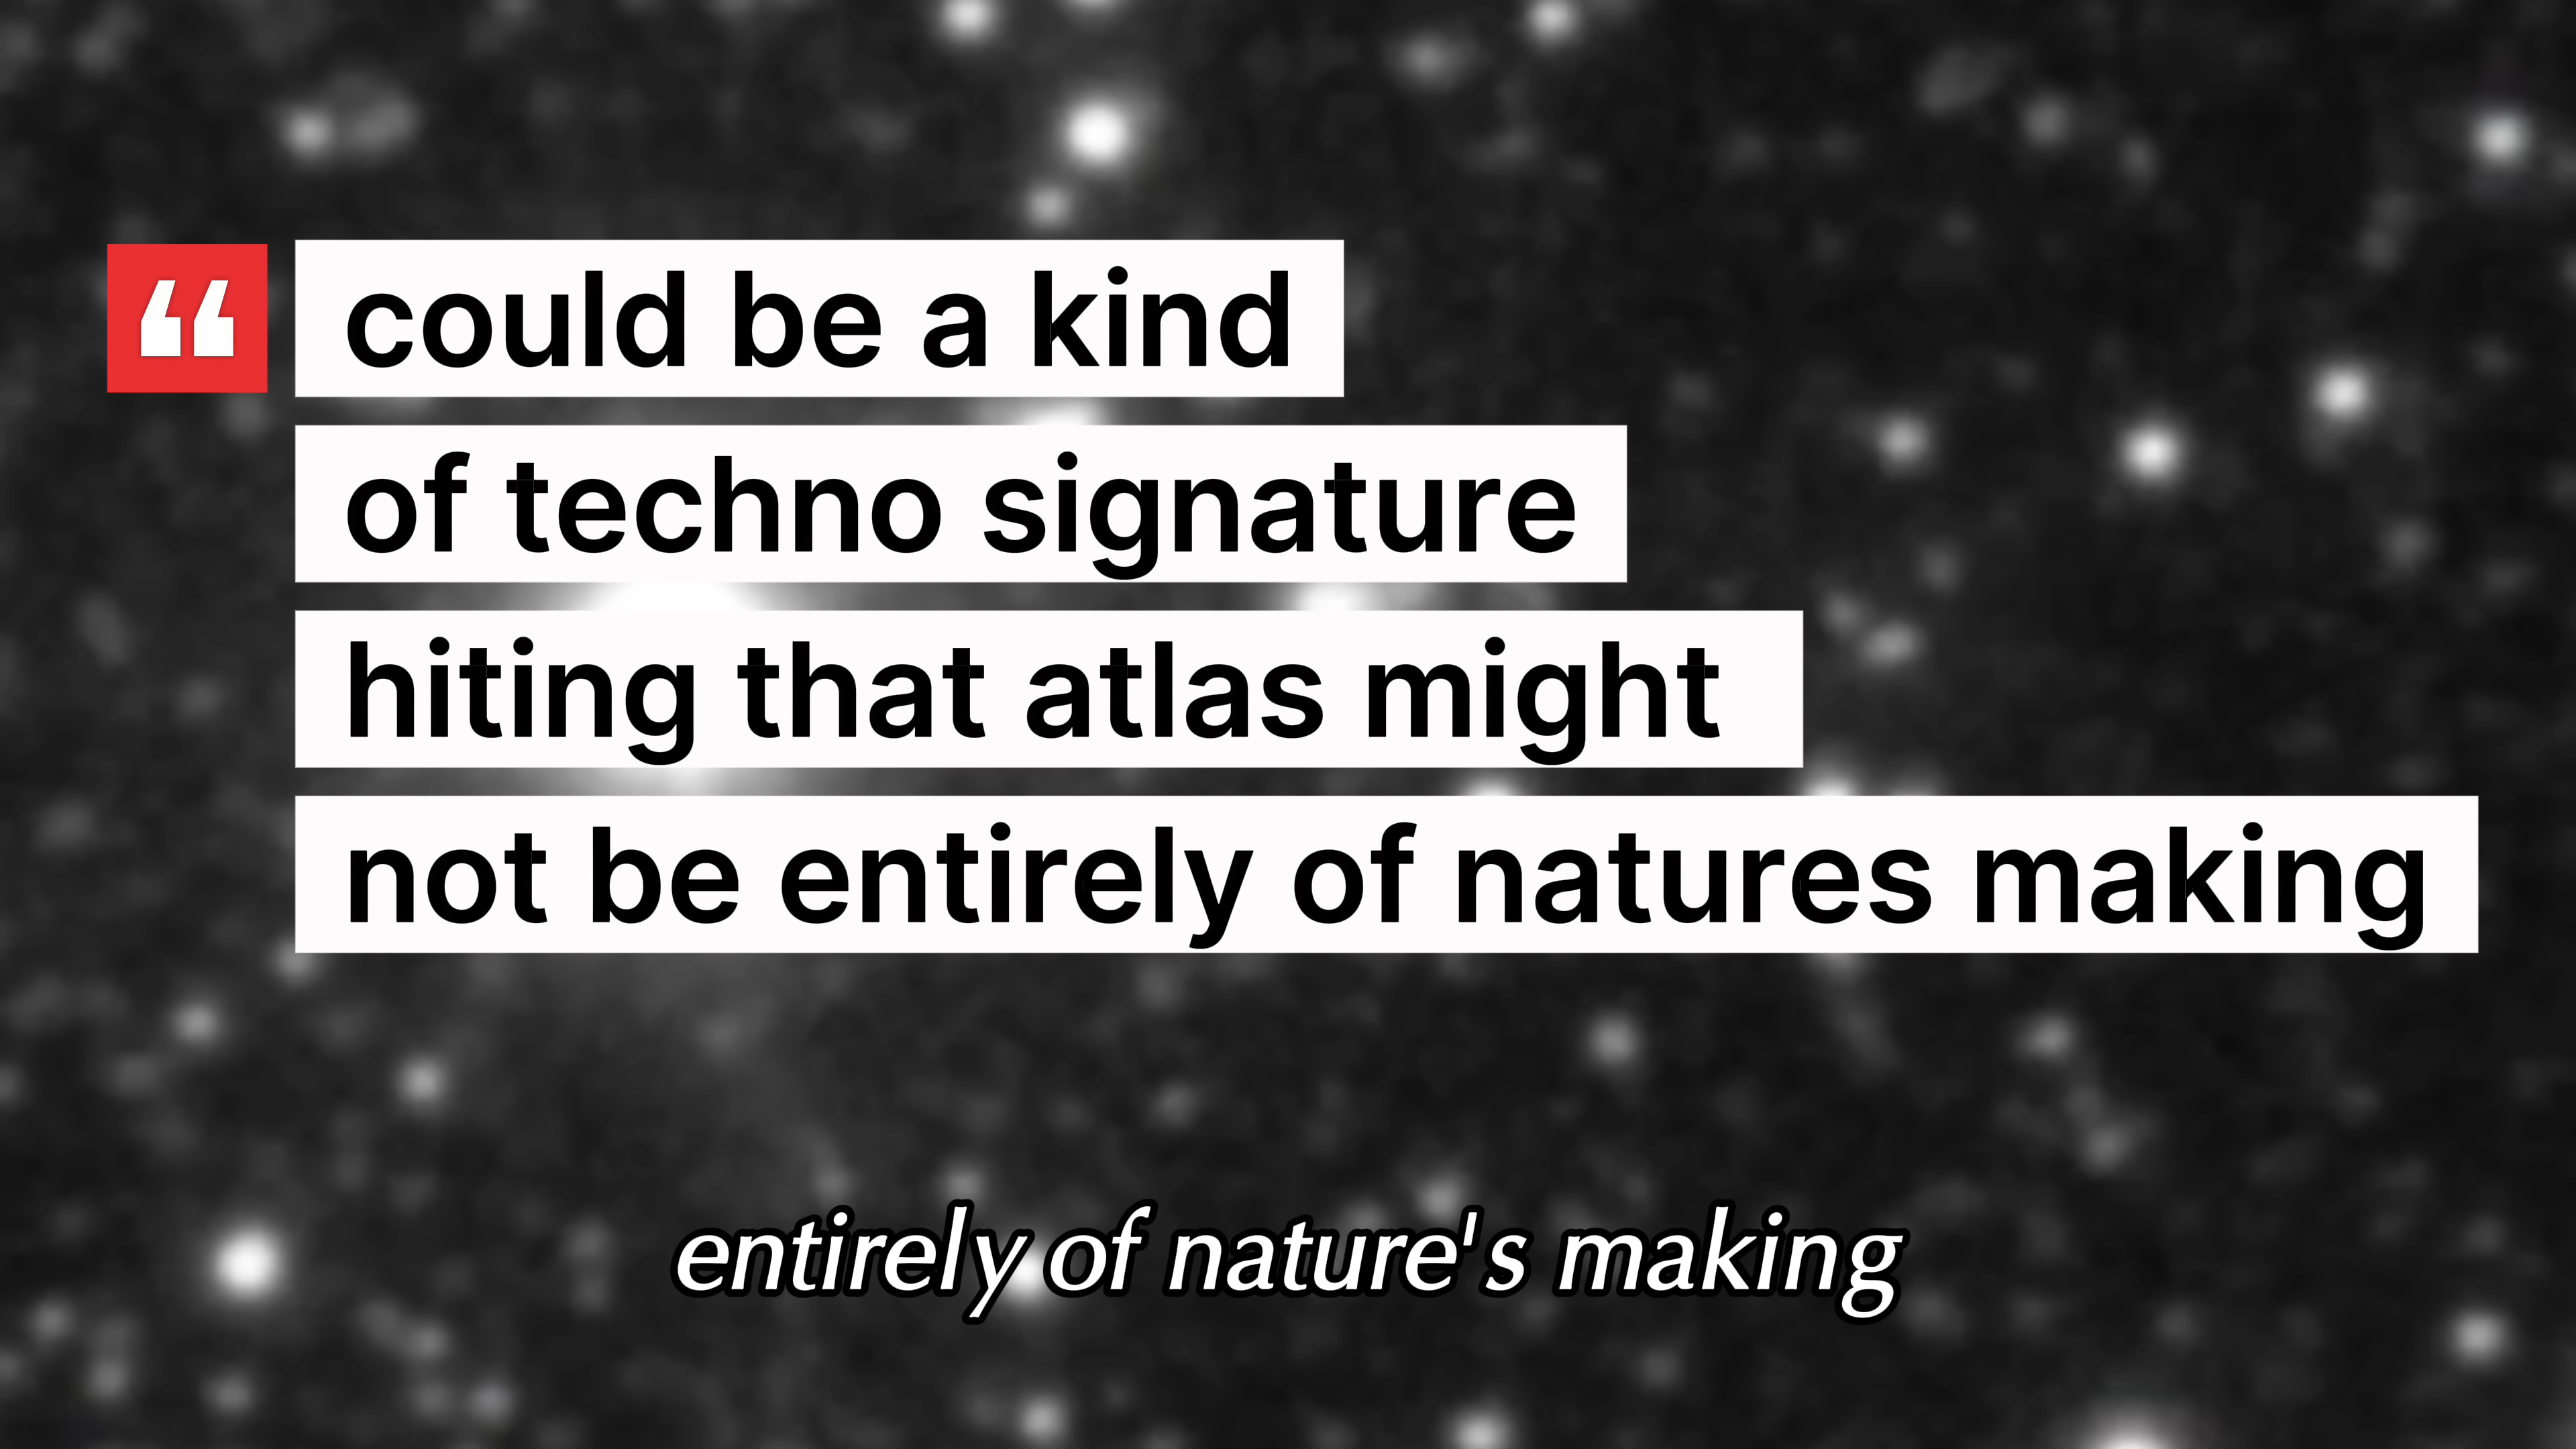 “ could be a kind
of techno signature
hiting that atlas might
not be entirely of natures making
entirely of nature's making